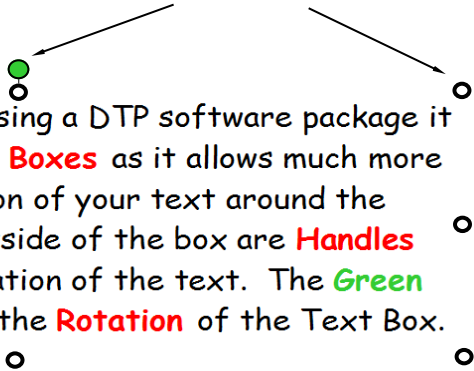 sing a DTP software package it
Boxes as it allows much more
on of your text around the
side of the box are Handles
ation of the text. The Green
the Rotation of the Text Box.